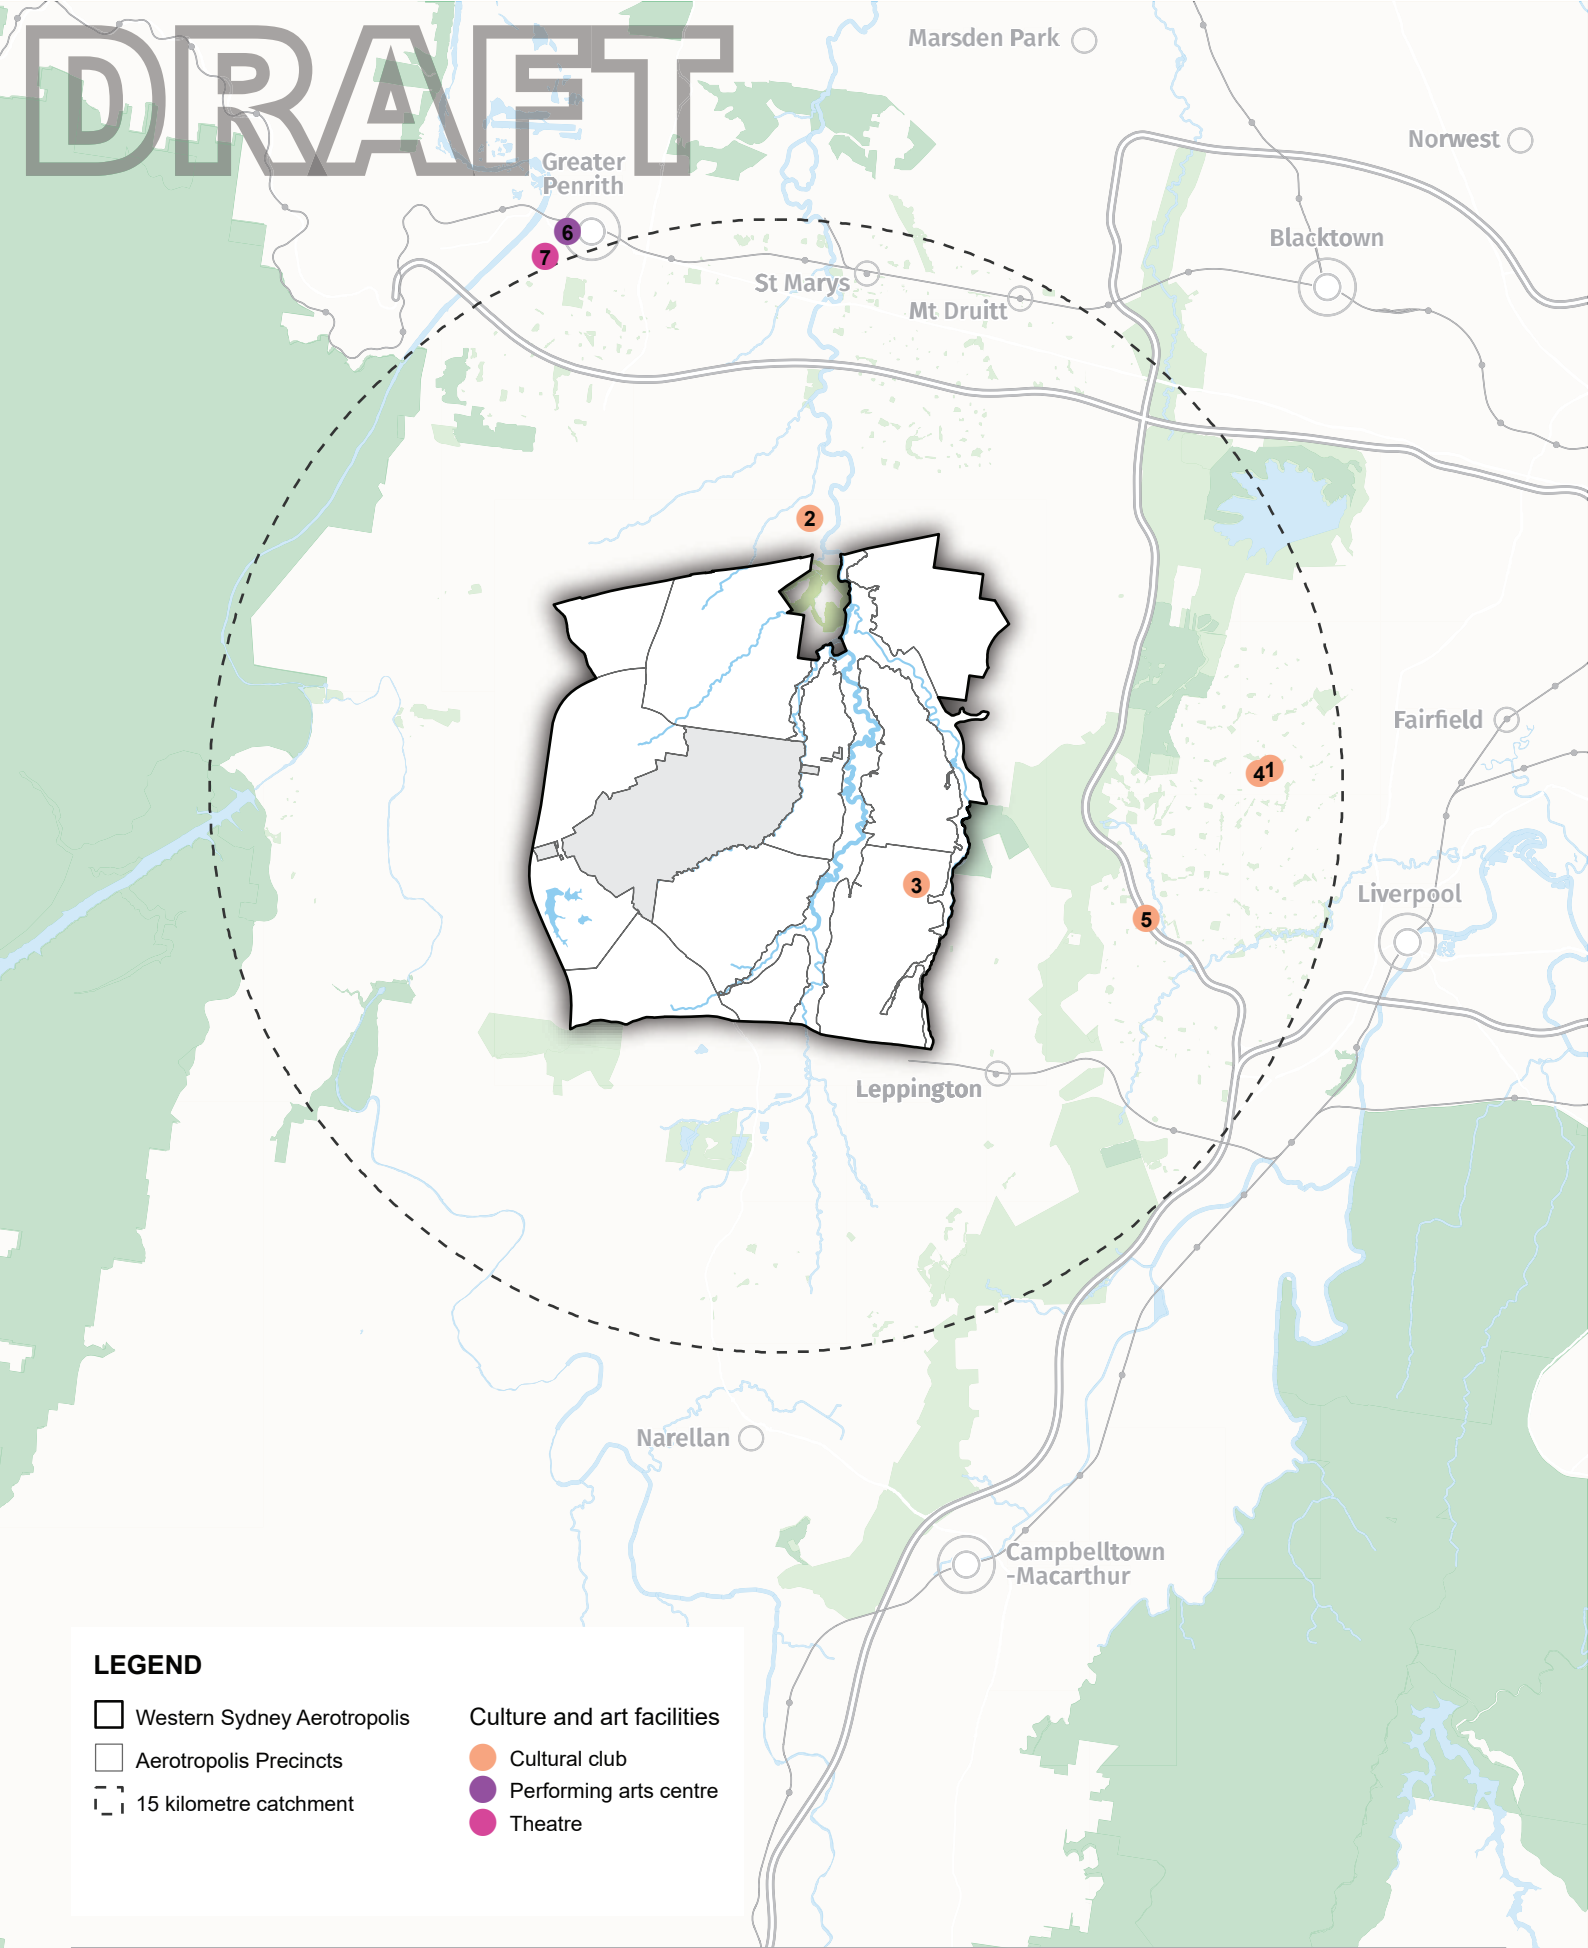 DRAFT
Marsden Park
Norwest
Greater
Penrith
6
7
Blacktown
St Marys
Mt Druitt
2
Fairfield
41
3
Liverpool
5
Leppington
Narellan
Campbelltown
-Macarthur
LEGEND
Western Sydney Aerotropolis
Aerotropolis Precincts
15 kilometre catchment
Culture and art facilities
Cultural club
Performing arts centre
Theatre